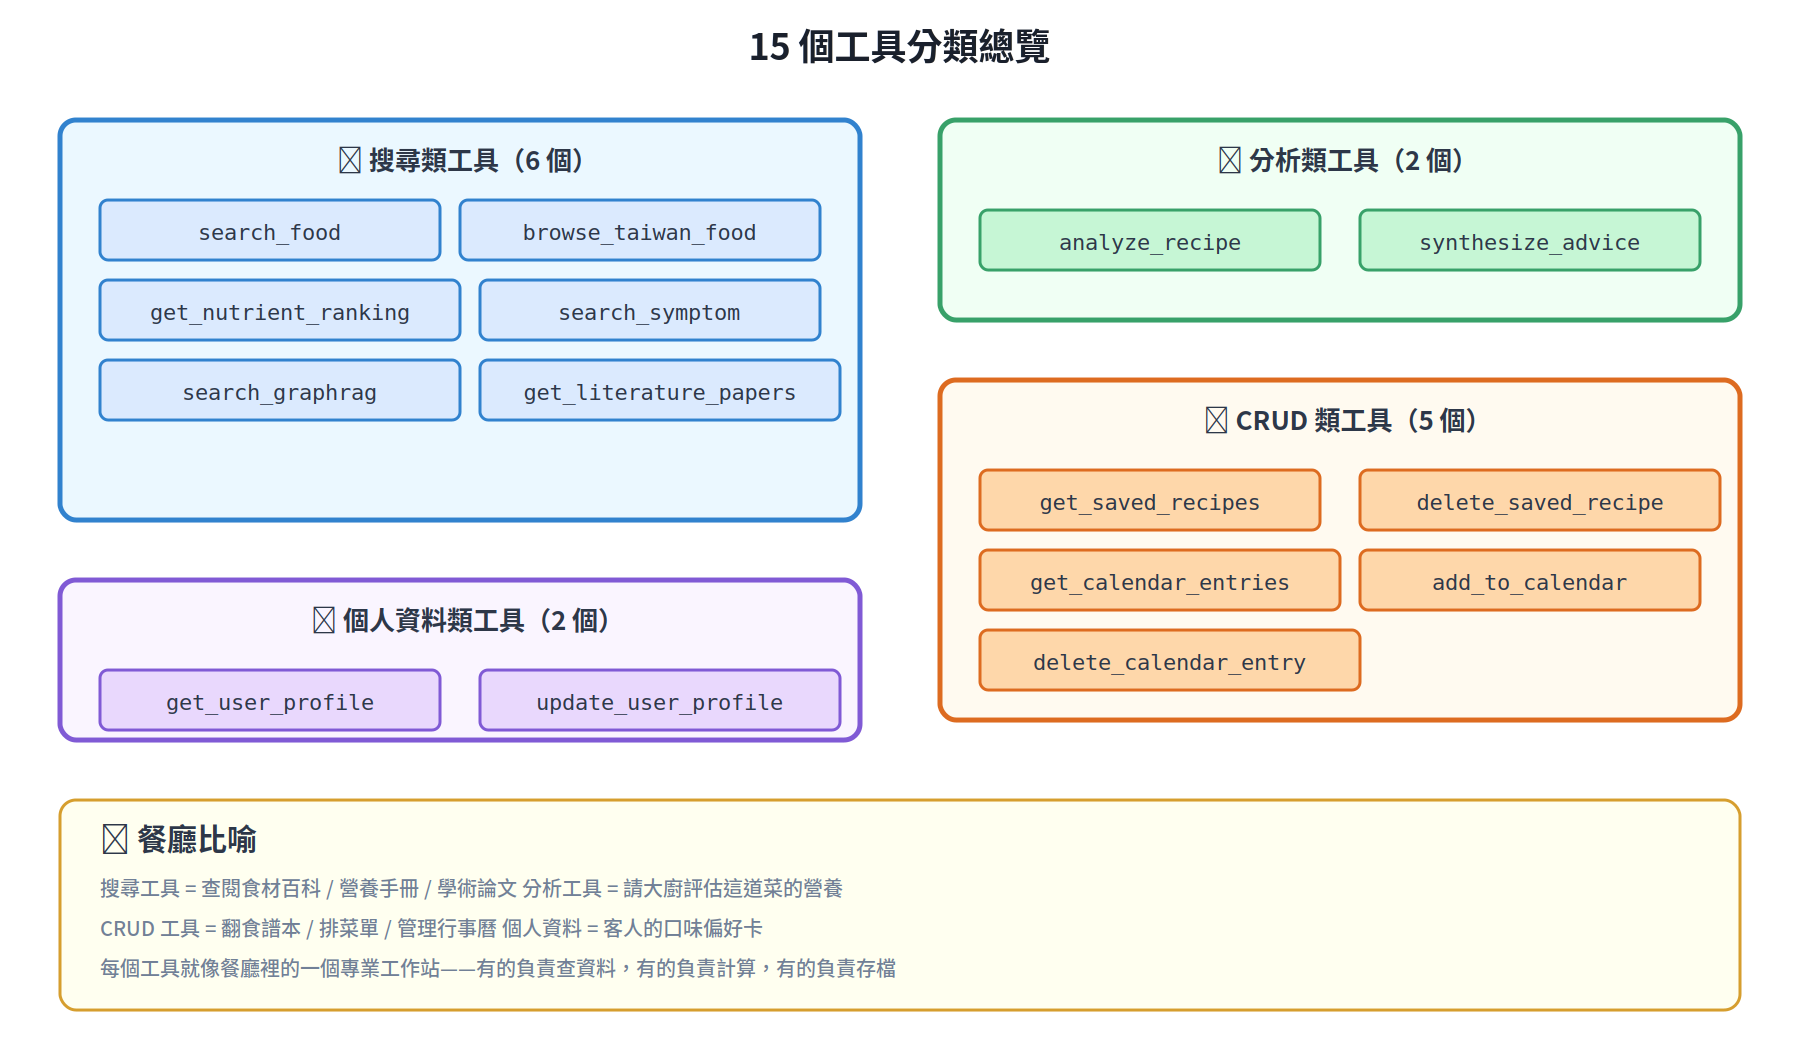 15 個工具分類總覽
搜尋類工具（6 個）
search_food
browse_taiwan_food
get_nutrient_ranking
search_symptom
search_graphrag
get_literature_papers
分析類工具（2 個）
analyze_recipe
synthesize_advice
CRUD 類工具（5 個）
get_saved_recipes
delete_saved_recipe
get_calendar_entries
add_to_calendar
delete_calendar_entry
個人資料類工具（2 個）
get_user_profile
update_user_profile
餐廳比喻
搜尋工具 = 查閱食材百科 / 營養手冊 / 學術論文 分析工具 = 請大廚評估這道菜的營養
CRUD 工具 = 翻食譜本 / 排菜單 / 管理行事曆 個人資料 = 客人的口味偏好卡
每個工具就像餐廳裡的一個專業工作站——有的負責查資料，有的負責計算，有的負責存檔